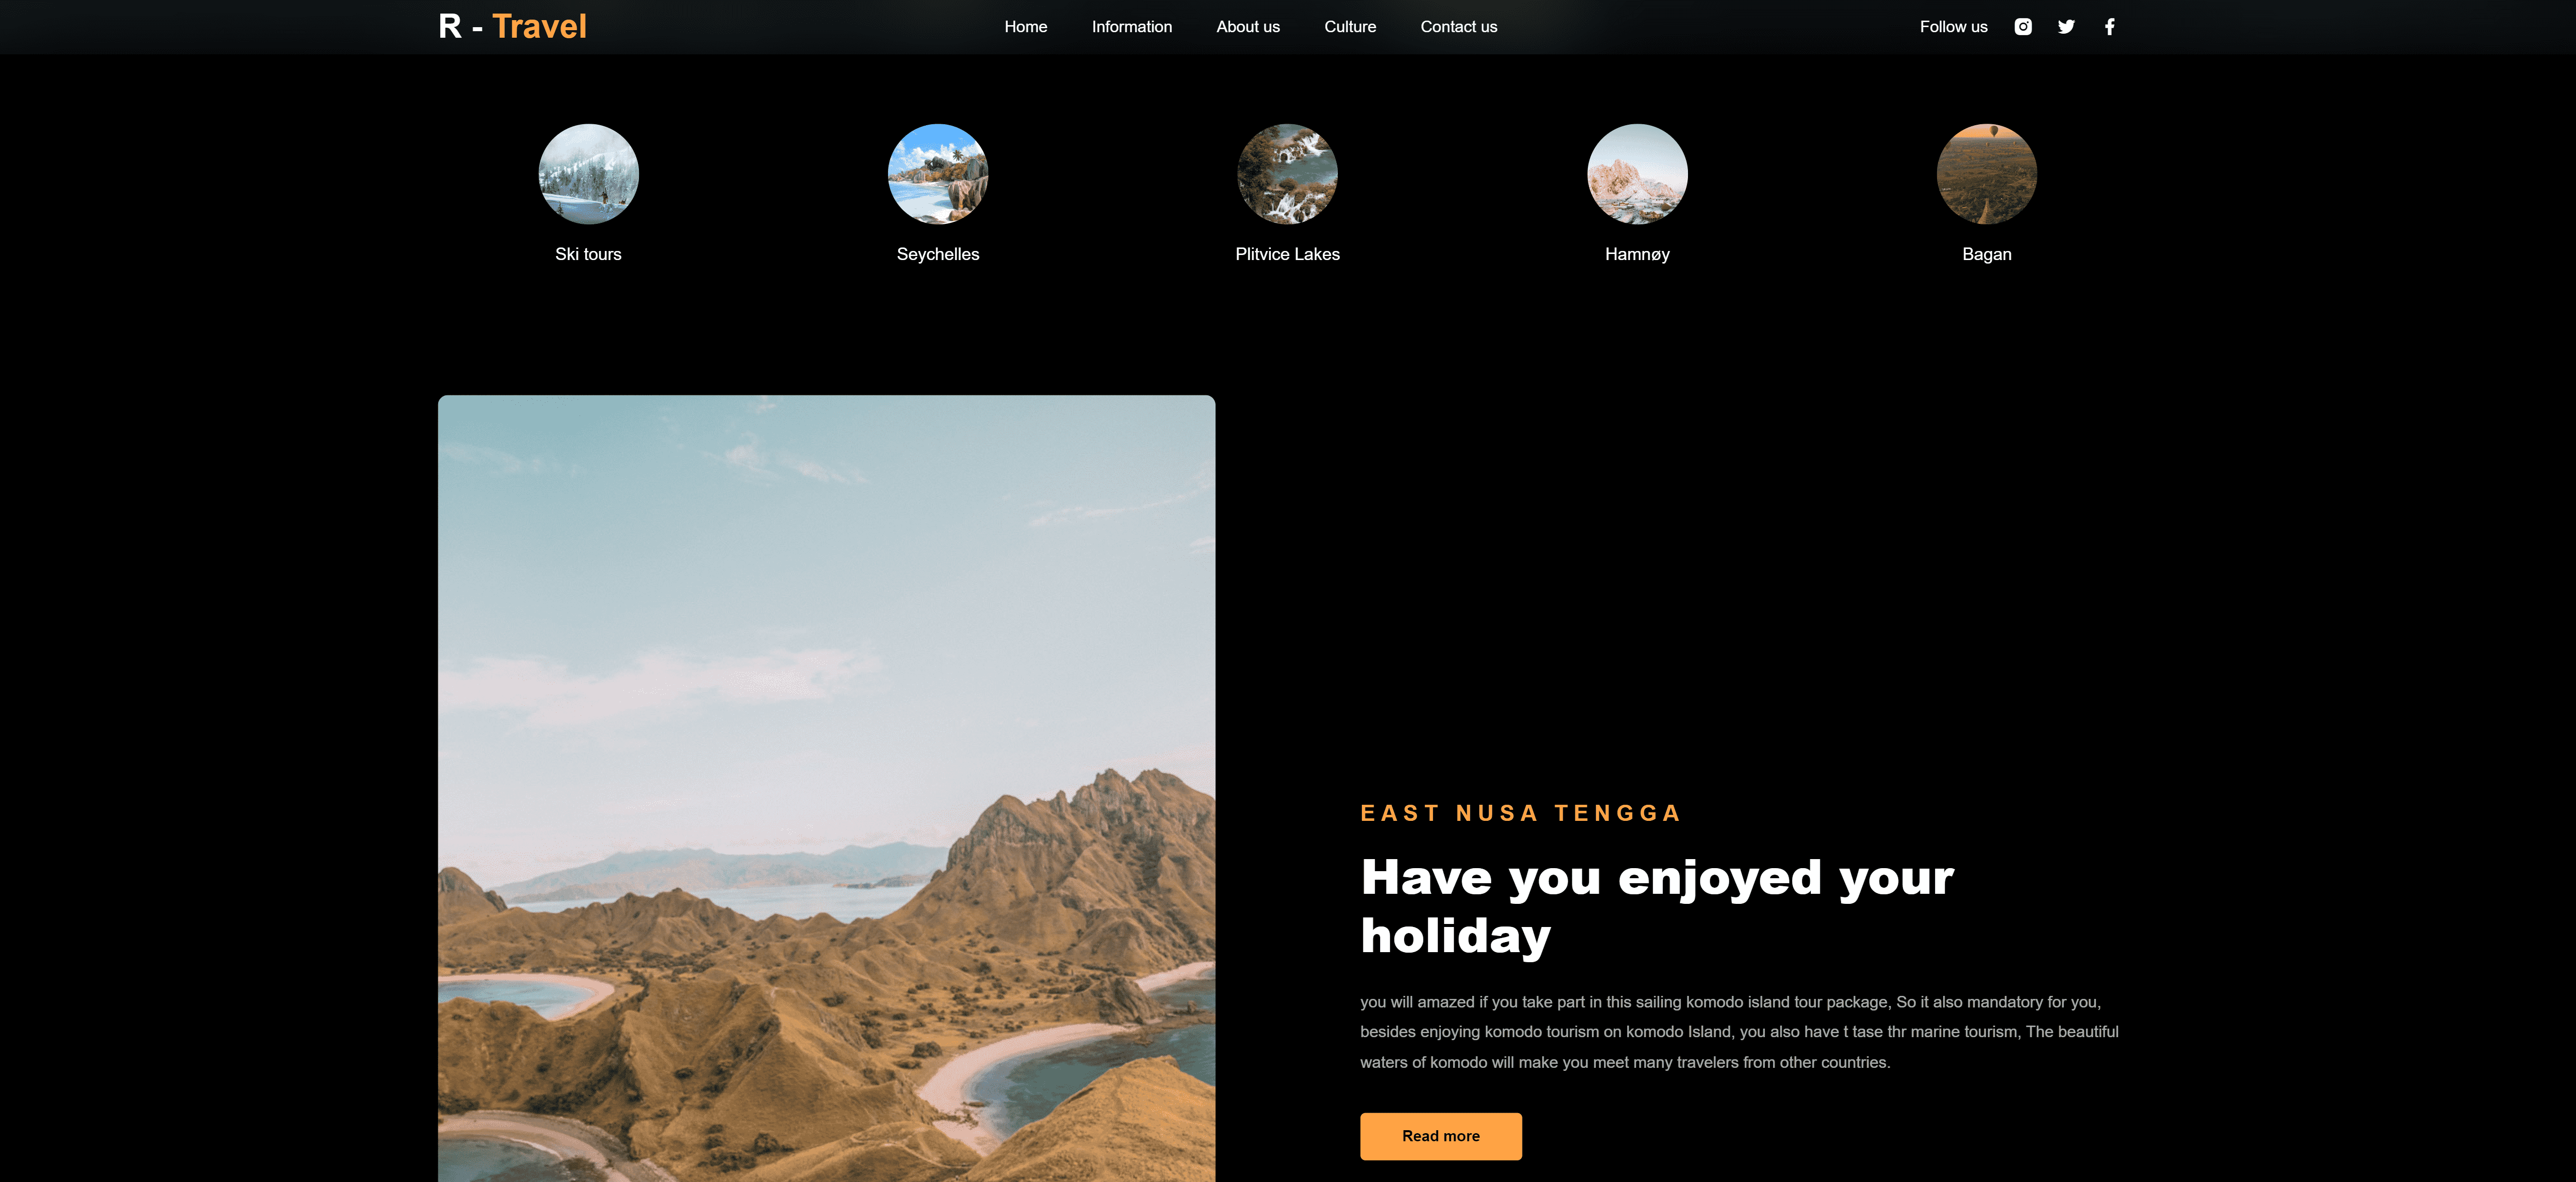 R - Travel
Home
Information
About us
Culture
Contact us
Follow us
Ski tours
Seychelles
Plitvice Lakes
Hamnøy
Bagan
EAST NUSA TENGGA
Have you enjoyed your
holiday
you will amazed if you take part in this sailing komodo island tour package, So it also mandatory for you,
besides enjoying komodo tourism on komodo Island, you also have t tase thr marine tourism, The beautiful
waters of komodo will make you meet many travelers from other countries.
Read more